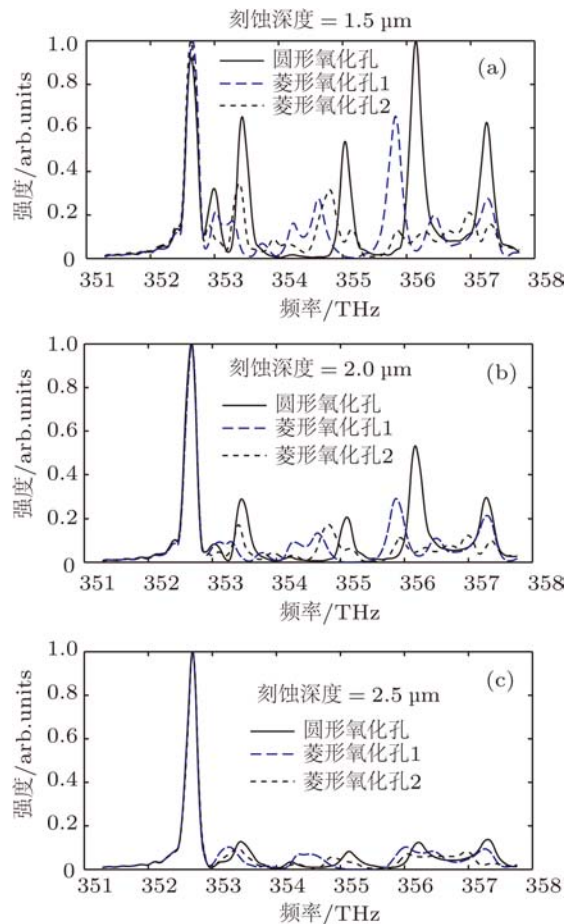 刻蚀深度 = 1.5 µm
1.0
圆形氧化孔
(a)
菱形氧化孔1
0.8
菱形氧化孔2
0.6
强度/arb.units
0.4
0.2
0
351 352 353 354 355 356 357 358
频率/THz
1.0
刻蚀深度 = 2.0 µm
(b)
0.8
圆形氧化孔
菱形氧化孔1
0.6
菱形氧化孔2
强度/arb.units
0.4
0.2
0
351 352 353 354 355 356 357 358
频率/THz
1.0
(c)
刻蚀深度 = 2.5 µm
0.8
圆形氧化孔
0.6
菱形氧化孔1
强度/arb.units
菱形氧化孔2
0.4
0.2
0
351 352 353 354 355 356 357 358
频率/THz